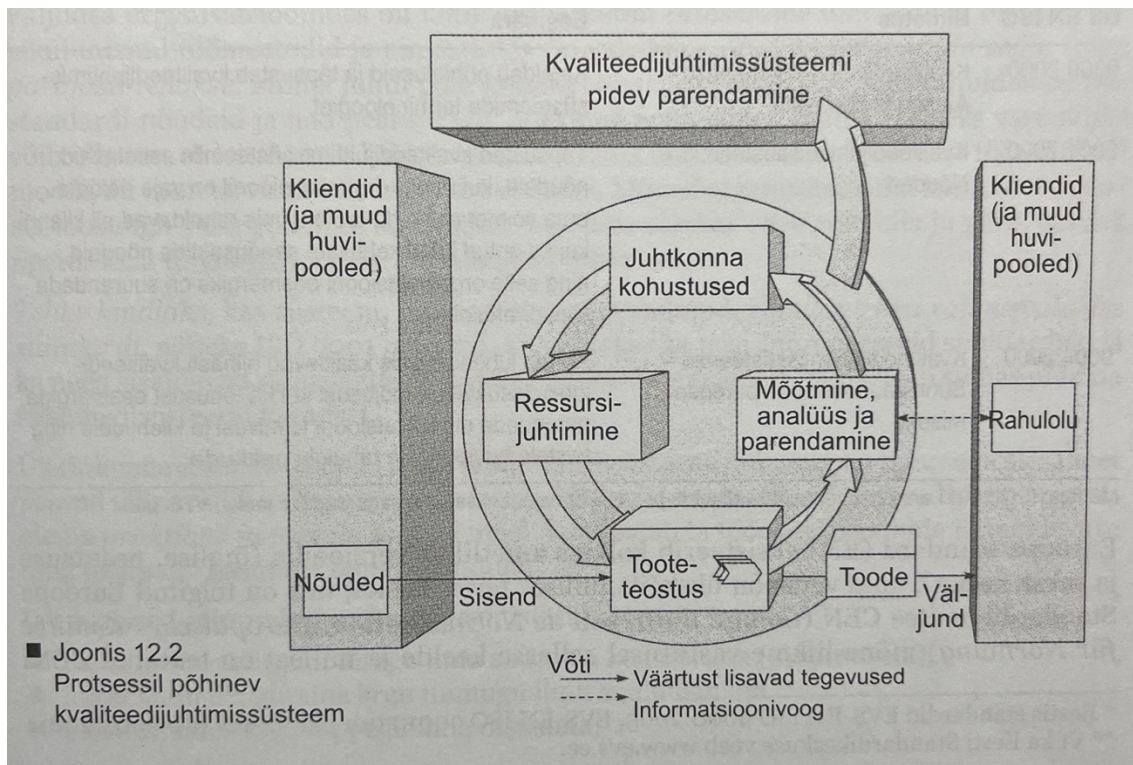 Kvaliteedijuhtimissüsteemi
pidev parendamine
Kliendid
(ja muud
huvi-
pooled)
Kliendid
(ja muud
huvi-
pooled)
Juhtkonna
kohustused
Ressursi-
juhtimine
Mõõtmine,
analüüs ja
parendamine
Rahulolu
Nõuded
Sisend
Toote-
teostus
Toode
Väl-
jund
■ Joonis 12.2
Protsessil põhinev
kvaliteedijuhtimissüsteem
Võti
Väärtust lisavad tegevused
Informatsioonivoog